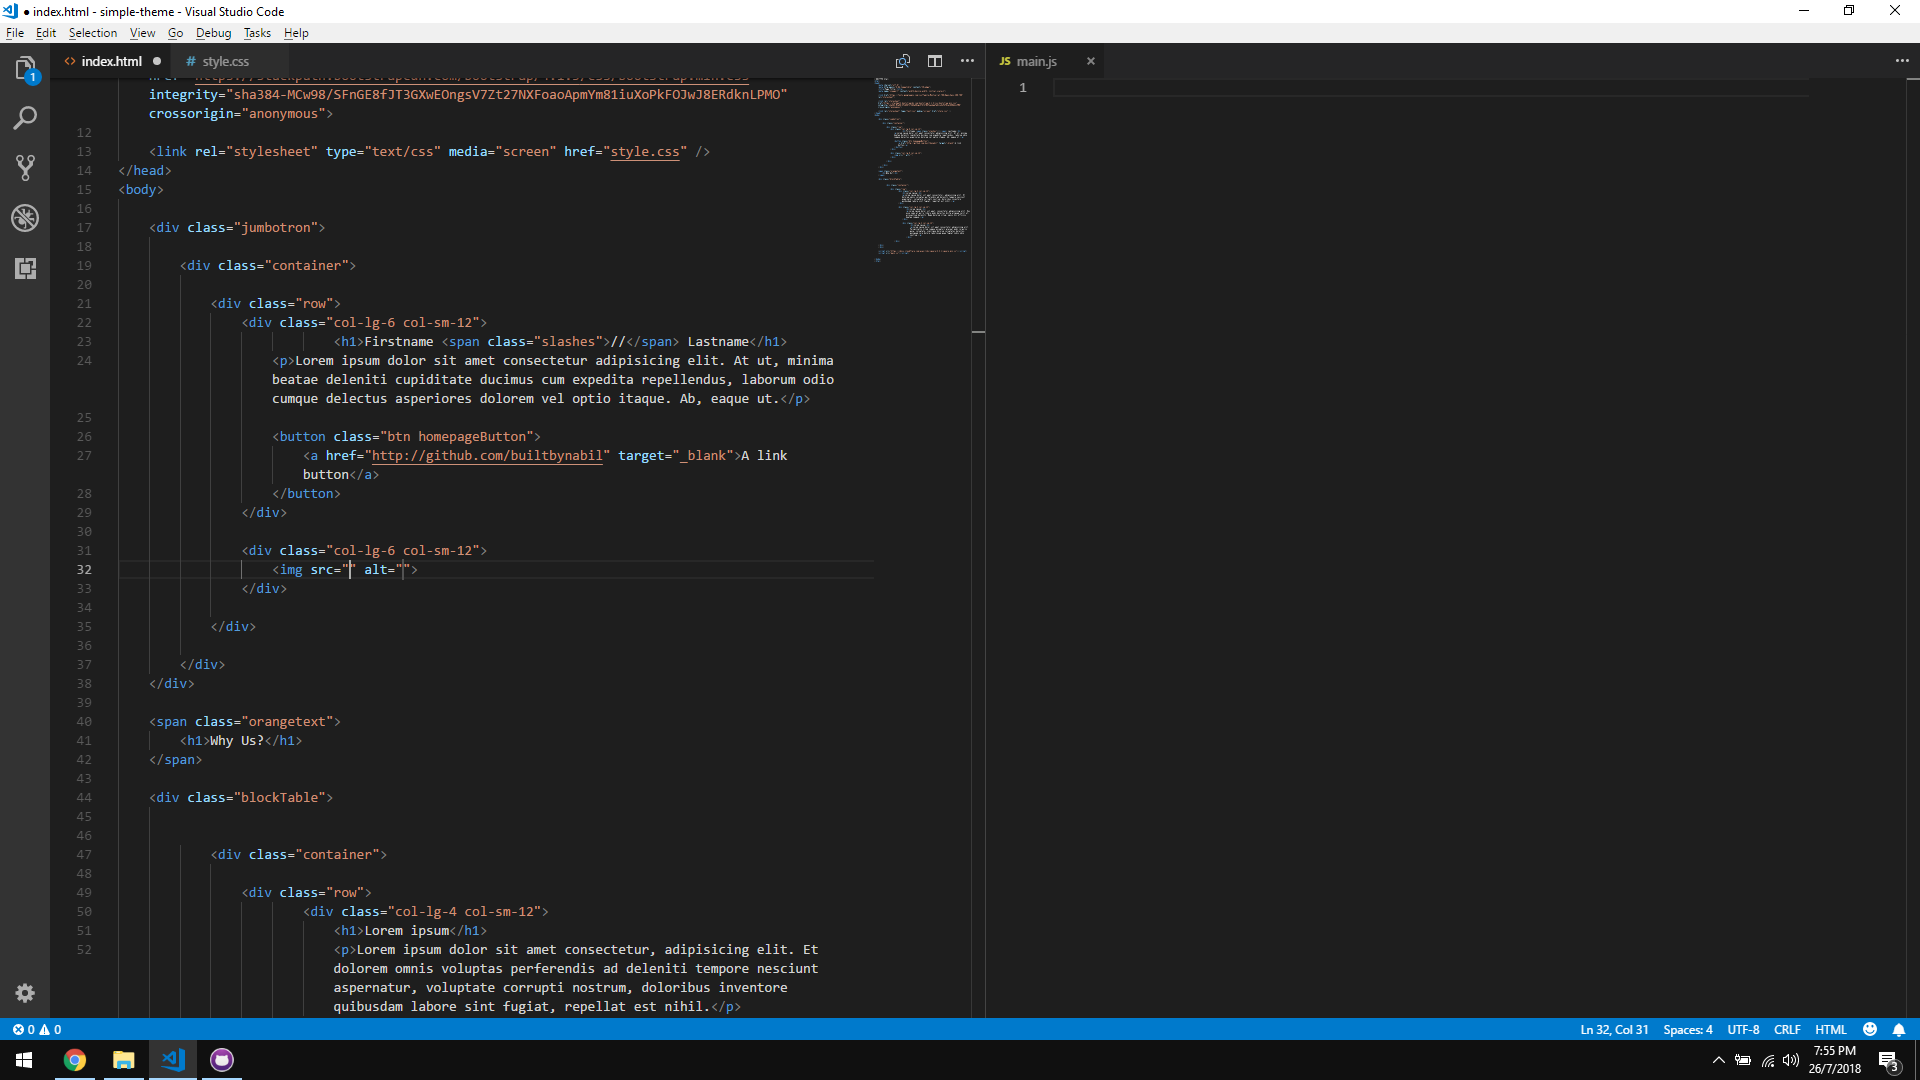 ● index.html - simple-theme - Visual Studio Code
File Edit Selection View Go Debug Tasks Help
1
<> index.html ●
# style.css
JS main.js ×
1
integrity="sha384-MCw98/SFnGE8fJT3GXwEOngsV7Zt27NXFoaoApmYm81iuXoPkFOJwJ8ERdknLPMO"
crossorigin="anonymous">
12
13 <link rel="stylesheet" type="text/css" media="screen" href="style.css" />
14 </head>
15 <body>
16
17 <div class="jumbotron">
18
19 <div class="container">
20
21 <div class="row">
22 <div class="col-lg-6 col-sm-12">
23 <h1>Firstname <span class="slashes">//</span> Lastname</h1>
24 <p>Lorem ipsum dolor sit amet consectetur adipisicing elit. At ut, minima
beatae deleniti cupiditate ducimus cum expedita repellendus, laborum odio
cumque delectus asperiores dolorem vel optio itaque. Ab, eaque ut.</p>
25
26 <button class="btn homepageButton">
27 <a href="http://github.com/builtbynabil" target="_blank">A link
button</a>
28 </button>
29 </div>
30
31 <div class="col-lg-6 col-sm-12">
32 <img src="" alt="">
33 </div>
34
35 </div>
36
37 </div>
38 </div>
39
40 <span class="orangetext">
41 <h1>Why Us?</h1>
42 </span>
43
44 <div class="blockTable">
45
46
47 <div class="container">
48
49 <div class="row">
50 <div class="col-lg-4 col-sm-12">
51 <h1>Lorem ipsum</h1>
52 <p>Lorem ipsum dolor sit amet consectetur, adipisicing elit. Et
dolorem omnis voluptas perferendis ad deleniti tempore nesciunt
aspernatur, voluptate corrupti nostrum, doloribus inventore
quibusdam labore sint fugiat, repellat est nihil.</p>
0 0
Ln 32, Col 31 Spaces: 4 UTF-8 CRLF HTML
7:55 PM
26/7/2018
3